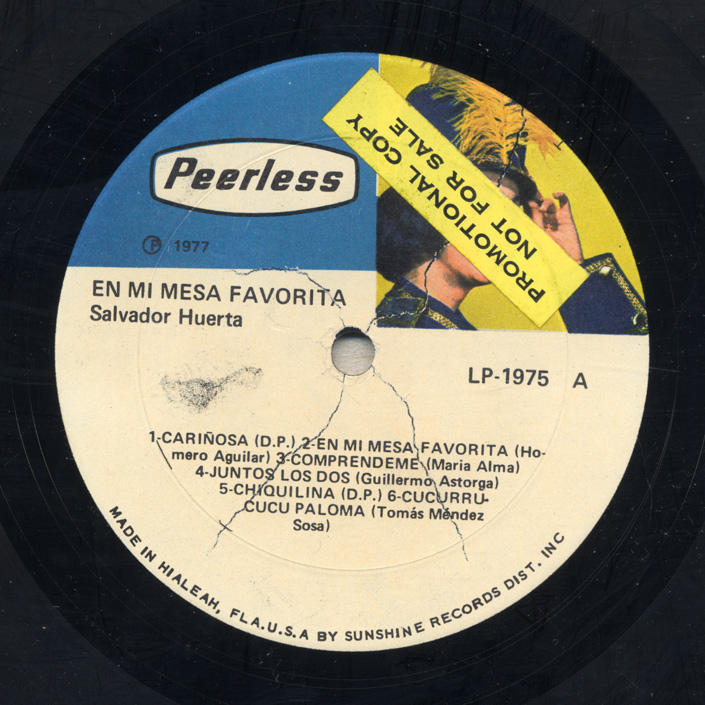 PROMOTIONAL COPY
NOT FOR SALE
Peerless
Ⓟ 1977
EN MI MESA FAVORITA
Salvador Huerta
LP-1975 A
1-CARIÑOSA (D.P.) 2-EN MI MESA FAVORITA (Ho-
mero Aguilar) 3-COMPRENDEME (Maria Alma)
4-JUNTOS LOS DOS (Guillermo Astorga)
5-CHIQUILINA (D.P.) 6-CUCURRU-
CUCU PALOMA (Tomás Méndez
Sosa)
MADE IN HIALEAH, FLA.U.S.A BY SUNSHINE RECORDS DIST. INC